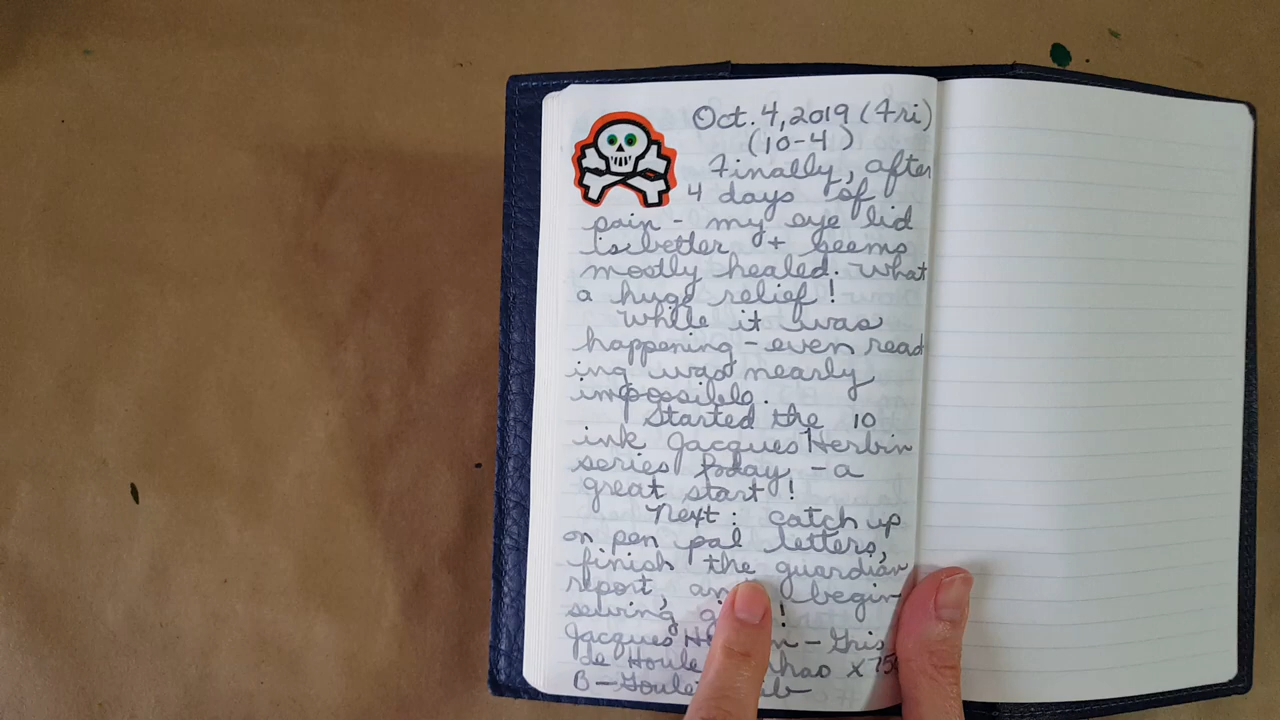 Oct. 4, 2019 (Fri)
(10-4)
Finally, after
4 days of
pain - my eye lid
is better + seems
mostly healed. What
a huge relief!
While it was
happening - even read
ing was nearly
impossible.
Started the 10
ink Jacques Herbin
series today - a
great start!
Next: catch up
on pen pal letters,
finish the guardian
report, and begin
sewing !
Jacques - Gris
de Houle x 750
B -